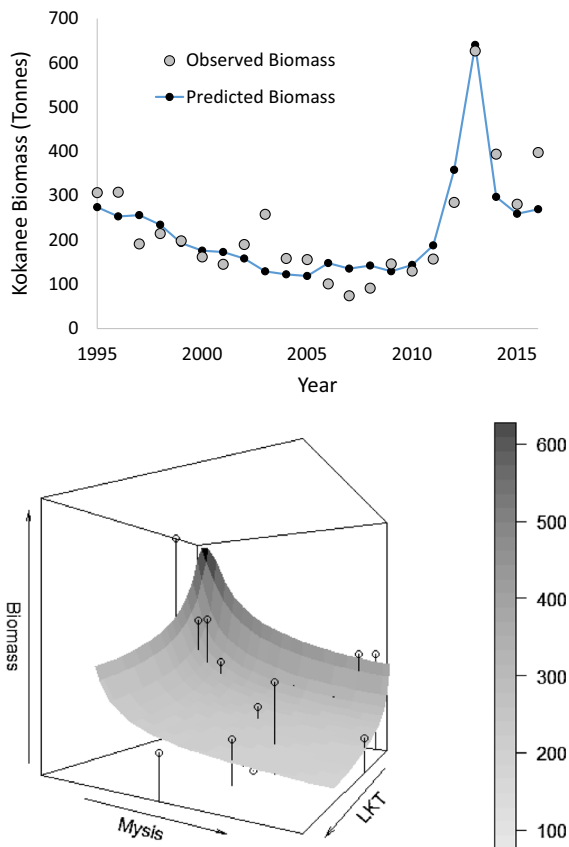 700
600
500
400
300
200
100
0
Kokanee Biomass (Tonnes)
Observed Biomass
Predicted Biomass
1995
2000
2005
2010
2015
Year
Biomass
Mysis
LKT
600
500
400
300
200
100